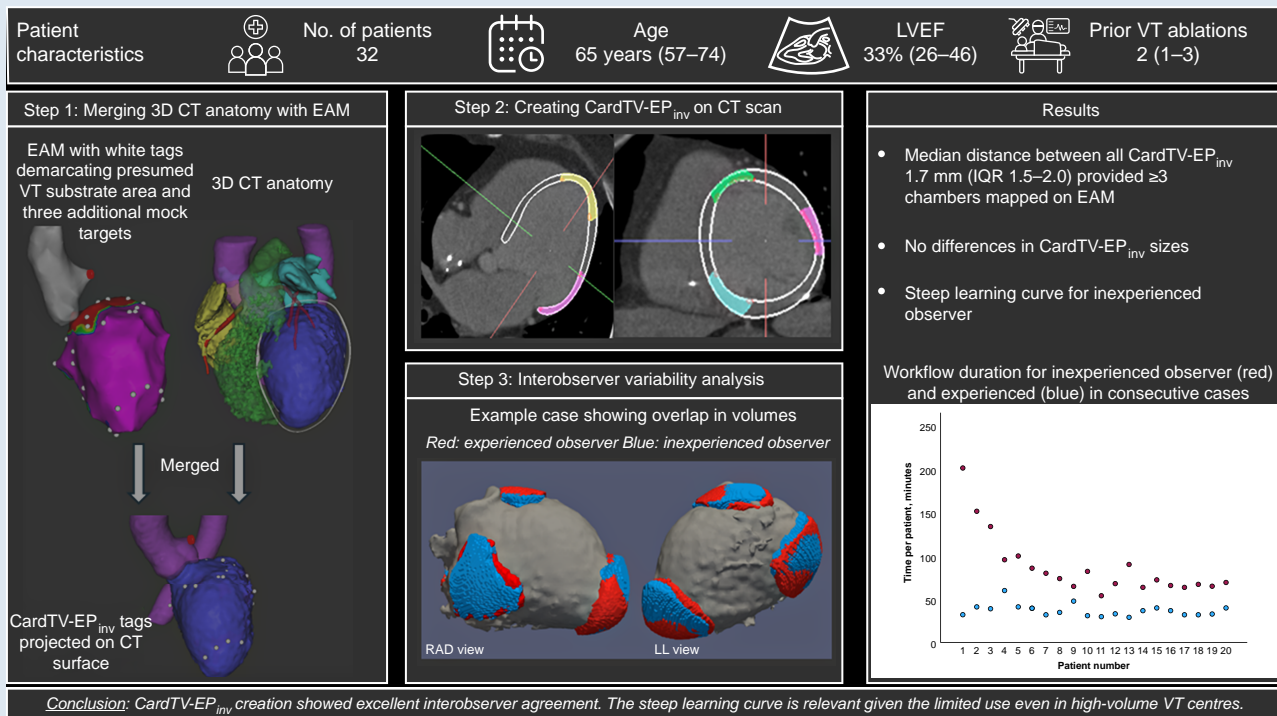 Patient
characteristics
No. of patients
32
Age
65 years (57–74)
LVEF
33% (26–46)
Prior VT ablations
2 (1–3)
Step 1: Merging 3D CT anatomy with EAM
EAM with white tags
demarcating presumed
VT substrate area and
three additional mock
targets
3D CT anatomy
Merged
CardTV-EPinv tags
projected on CT
surface
Step 2: Creating CardTV-EPinv on CT scan
Step 3: Interobserver variability analysis
Example case showing overlap in volumes
Red: experienced observer Blue: inexperienced observer
RAD view
LL view
Results
• Median distance between all CardTV-EPinv
1.7 mm (IQR 1.5–2.0) provided ≥3
chambers mapped on EAM
• No differences in CardTV-EPinv sizes
• Steep learning curve for inexperienced
observer
Workflow duration for inexperienced observer (red)
and experienced (blue) in consecutive cases
Time per patient, minutes
250
200
150
100
50
0
1 2 3 4 5 6 7 8 9 10 11 12 13 14 15 16 17 18 19 20
Patient number
Conclusion: CardTV-EPinv creation showed excellent interobserver agreement. The steep learning curve is relevant given the limited use even in high-volume VT centres.